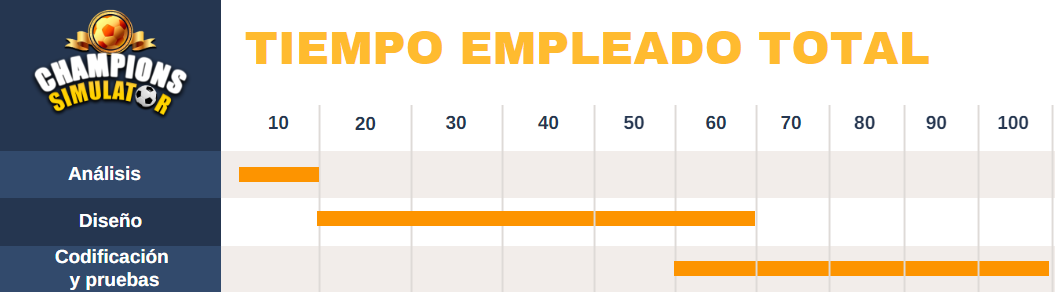 CHAMPIONS
SIMULATOR
TIEMPO EMPLEADO TOTAL
10 20 30 40 50 60 70 80 90 100
Análisis
Diseño
Codificación
y pruebas